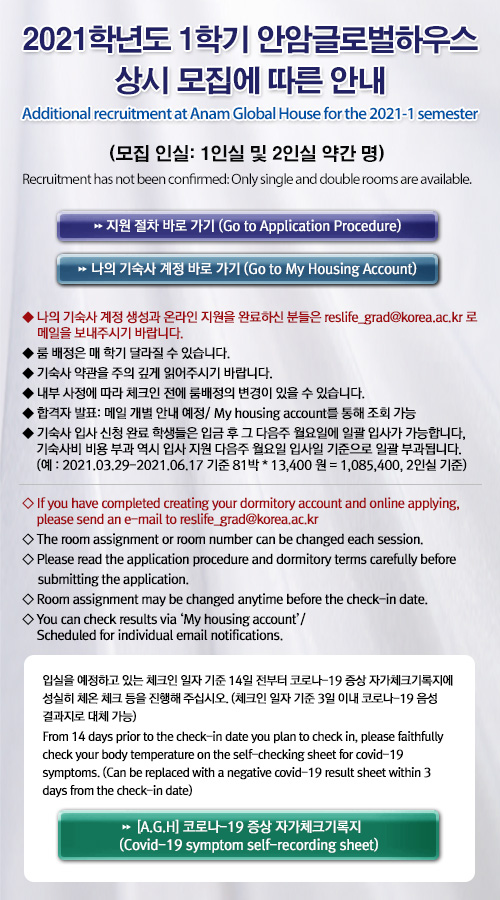 2021학년도 1학기 안암글로벌하우스
상시 모집에 따른 안내
Additional recruitment at Anam Global House for the 2021-1 semester
(모집 인실: 1인실 및 2인실 약간 명)
Recruitment has not been confirmed: Only single and double rooms are available.
▸▸ 지원 절차 바로 가기 (Go to Application Procedure)
▸▸ 나의 기숙사 계정 바로 가기 (Go to My Housing Account)
◆ 나의 기숙사 계정 생성과 온라인 지원을 완료하신 분들은 reslife_grad@korea.ac.kr 로
메일을 보내주시기 바랍니다.
◆ 룸 배정은 매 학기 달라질 수 있습니다.
◆ 기숙사 약관을 주의 깊게 읽어주시기 바랍니다.
◆ 내부 사정에 따라 체크인 전에 룸배정의 변경이 있을 수 있습니다.
◆ 합격자 발표: 메일 개별 안내 예정/ My housing account를 통해 조회 가능
◆ 기숙사 입사 신청 완료 학생들은 입금 후 그 다음주 월요일에 일괄 입사가 가능합니다,
기숙사비 비용 부과 역시 입사 지원 다음주 월요일 입사일 기준으로 일괄 부과됩니다.
(예 : 2021.03.29-2021.06.17 기준 81박 * 13,400 원 = 1,085,400, 2인실 기준)
◇ If you have completed creating your dormitory account and online applying,
please send an e-mail to reslife_grad@korea.ac.kr
◇ The room assignment or room number can be changed each session.
◇ Please read the application procedure and dormitory terms carefully before
submitting the application.
◇ Room assignment may be changed anytime before the check-in date.
◇ You can check results via ‘My housing account’/
Scheduled for individual email notifications.
입실을 예정하고 있는 체크인 일자 기준 14일 전부터 코로나-19 증상 자가체크기록지에
성실히 체온 체크 등을 진행해 주십시오. (체크인 일자 기준 3일 이내 코로나-19 음성
결과지로 대체 가능)
From 14 days prior to the check-in date you plan to check in, please faithfully
check your body temperature on the self-checking sheet for covid-19
symptoms. (Can be replaced with a negative covid-19 result sheet within 3
days from the check-in date)
▸▸ [A.G.H] 코로나-19 증상 자가체크기록지
(Covid-19 symptom self-recording sheet)